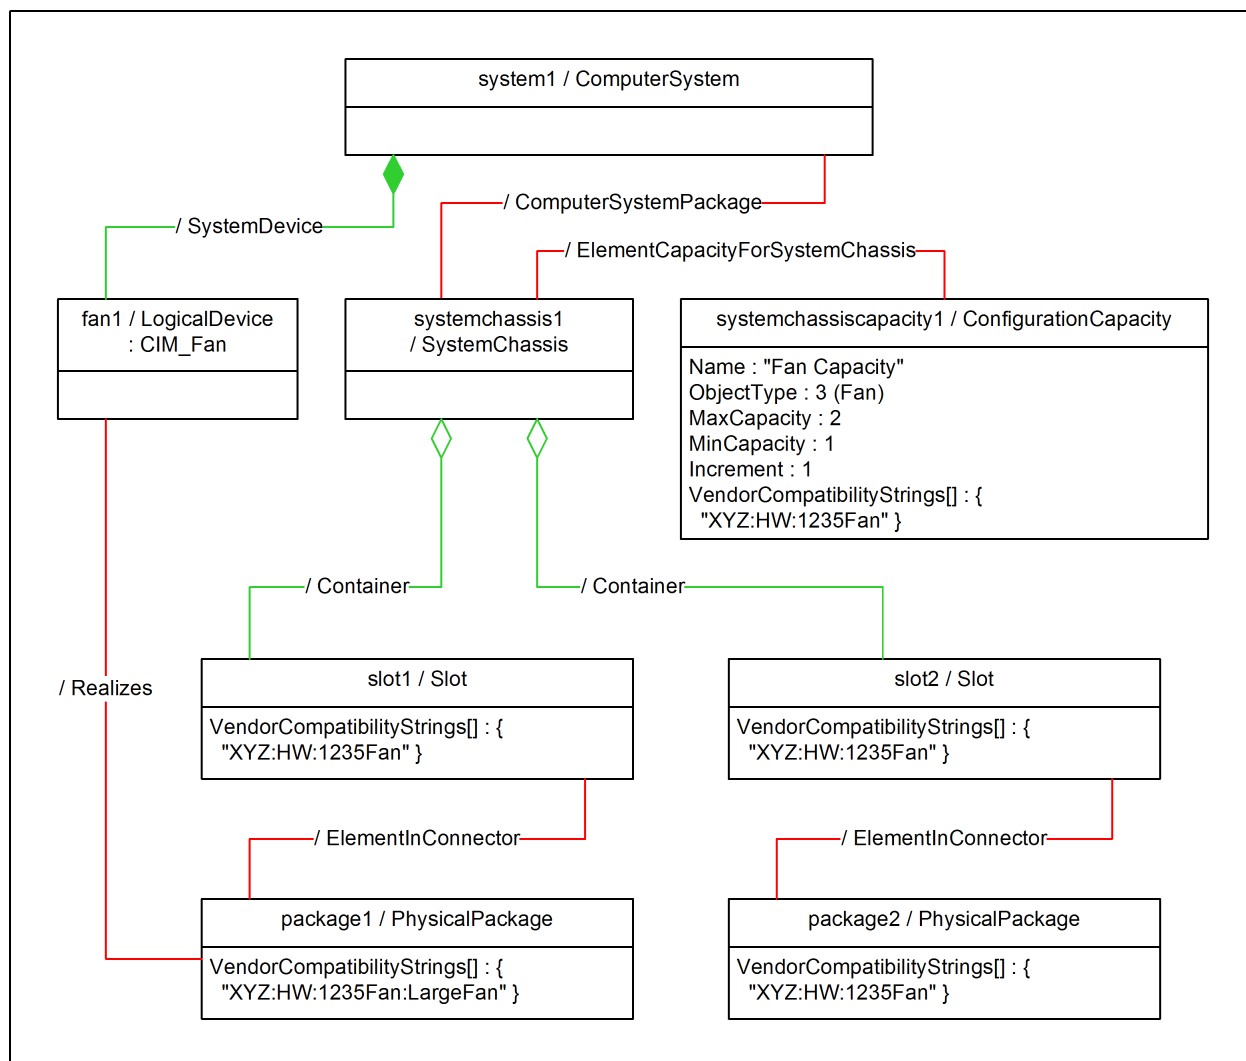 system1 / ComputerSystem
/ ComputerSystemPackage
/ SystemDevice
/ ElementCapacityForSystemChassis
fan1 / LogicalDevice
: CIM_Fan
systemchassis1
/ SystemChassis
systemchassiscapacity1 / ConfigurationCapacity
Name : "Fan Capacity"
ObjectType : 3 (Fan)
MaxCapacity : 2
MinCapacity : 1
Increment : 1
VendorCompatibilityStrings[] : {
"XYZ:HW:1235Fan" }
/ Container
/ Container
/ Realizes
slot1 / Slot
VendorCompatibilityStrings[] : {
"XYZ:HW:1235Fan" }
slot2 / Slot
VendorCompatibilityStrings[] : {
"XYZ:HW:1235Fan" }
/ ElementInConnector
/ ElementInConnector
package1 / PhysicalPackage
VendorCompatibilityStrings[] : {
"XYZ:HW:1235Fan:LargeFan" }
package2 / PhysicalPackage
VendorCompatibilityStrings[] : {
"XYZ:HW:1235Fan" }